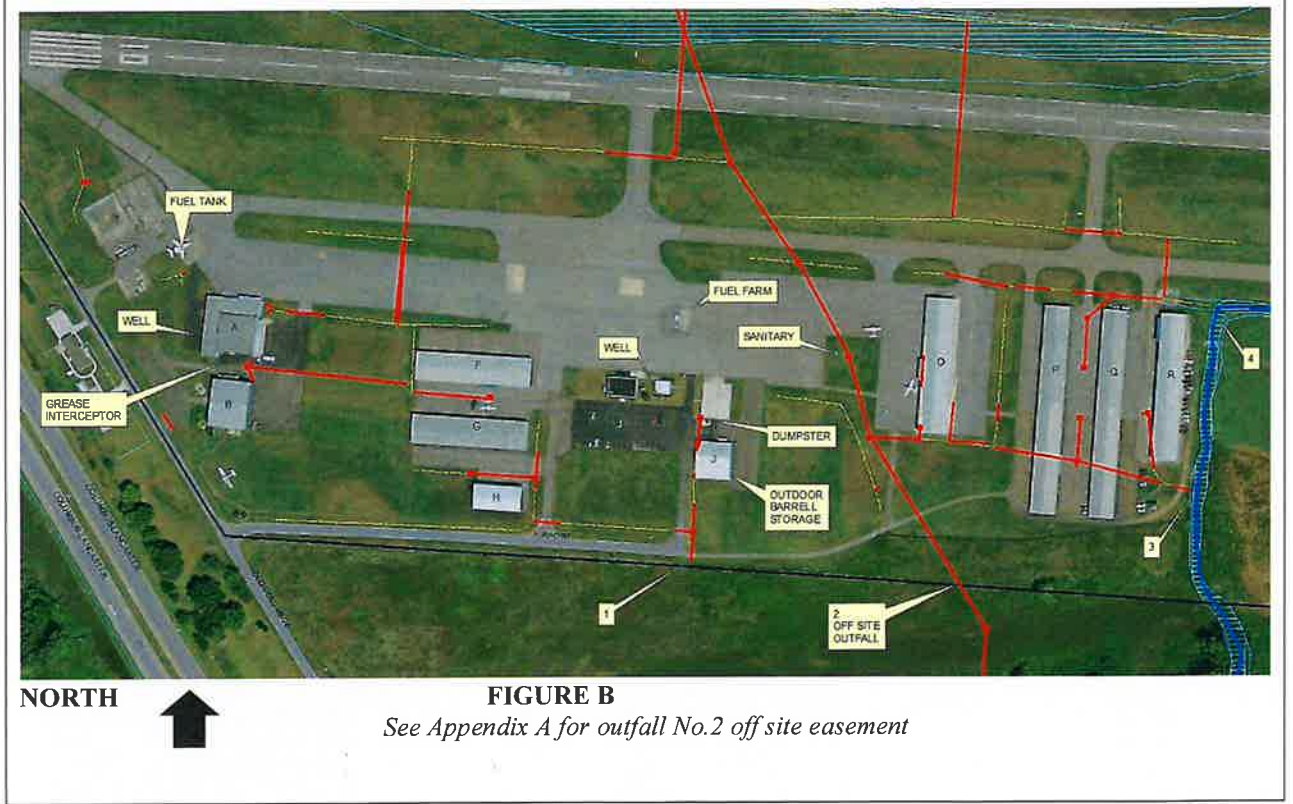 FUEL TANK
FUEL FARM
WELL
A
WELL
SANITARY
F
P
Q
R
4
GREASE
INTERCEPTOR
B
G
DUMPSTER
J
H
OUTDOOR
BARRELL
STORAGE
3
1
2
OFF SITE
OUTFALL
NORTH
FIGURE B
See Appendix A for outfall No.2 off site easement